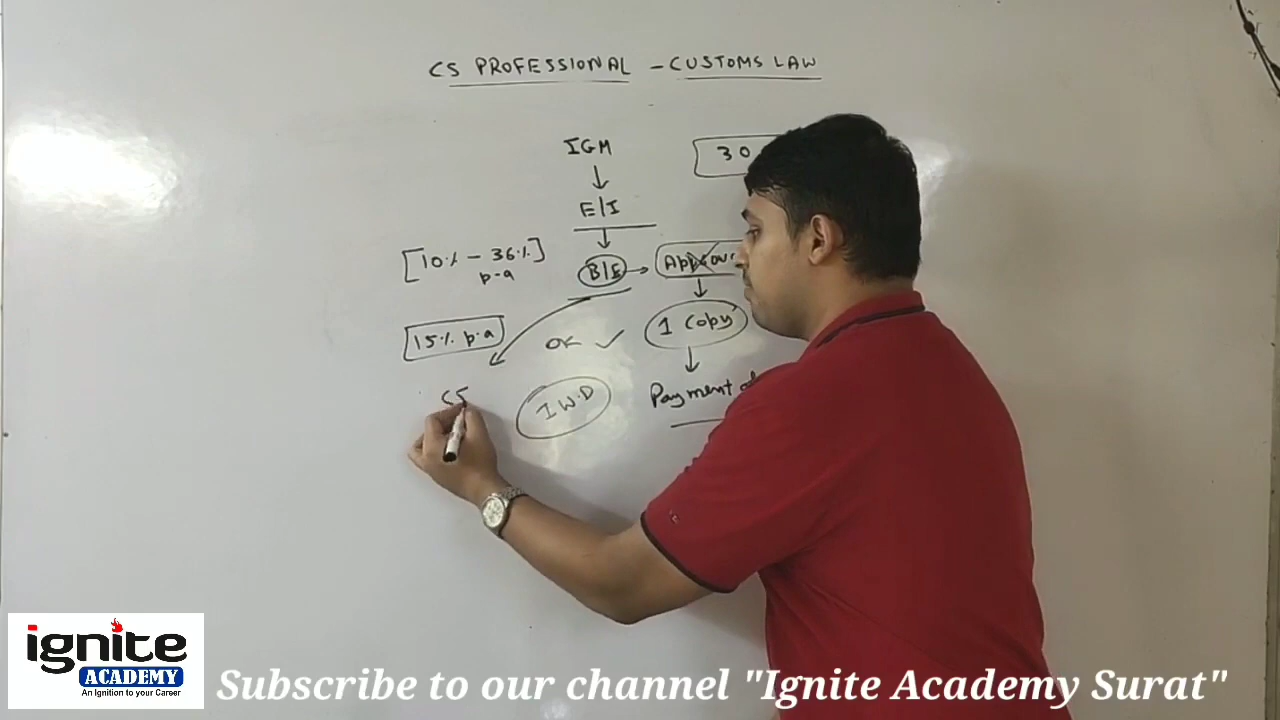 CS PROFESSIONAL - CUSTOMS LAW
IGM
30
E/I
[10% - 36%]
p.a
B/E
15% p.a
OK ✓
1 Copy
I W.D
Payment
CS
ignite
ACADEMY
An Ignition to your Career
Subscribe to our channel "Ignite Academy Surat"